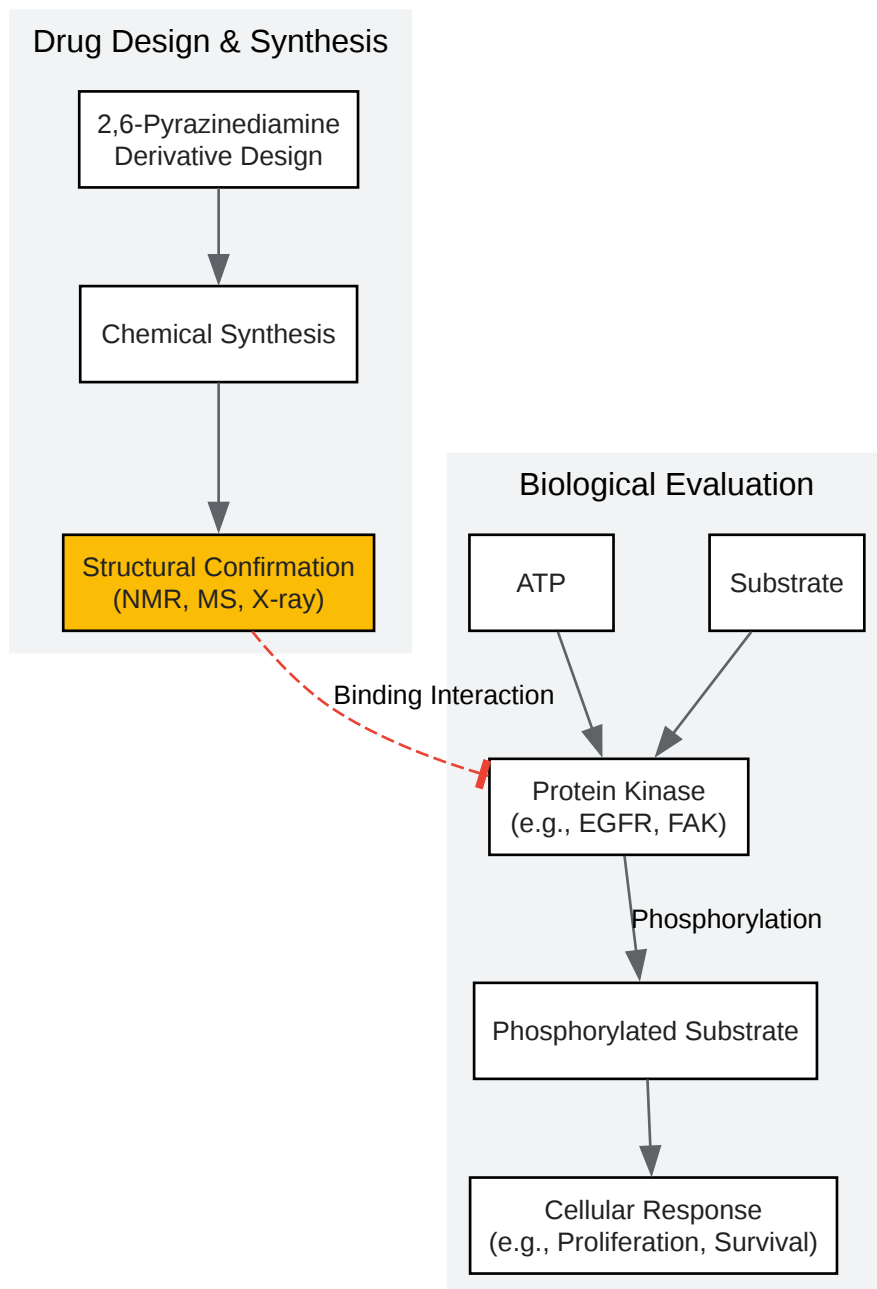 Drug Design & Synthesis
2,6-Pyrazinediamine
Derivative Design
Chemical Synthesis
Structural Confirmation
(NMR, MS, X-ray)
Biological Evaluation
ATP
Substrate
Binding Interaction
Protein Kinase
(e.g., EGFR, FAK)
Phosphorylation
Phosphorylated Substrate
Cellular Response
(e.g., Proliferation, Survival)